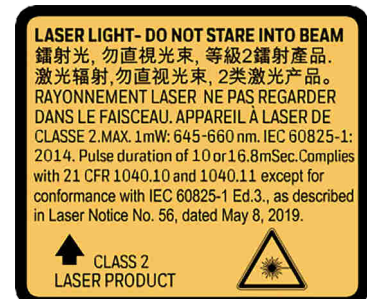 LASER LIGHT- DO NOT STARE INTO BEAM
鐳射光, 勿直視光束, 等級2鐳射產品.
激光辐射,勿直视光束, 2类激光产品。
RAYONNEMENT LASER NE PAS REGARDER
DANS LE FAISCEAU. APPAREIL À LASER DE
CLASSE 2.MAX. 1mW: 645-660 nm. IEC 60825-1:
2014. Pulse duration of 10 or 16.8mSec.Complies
with 21 CFR 1040.10 and 1040.11 except for
conformance with IEC 60825-1 Ed.3., as described
in Laser Notice No. 56, dated May 8, 2019.
CLASS 2
LASER PRODUCT